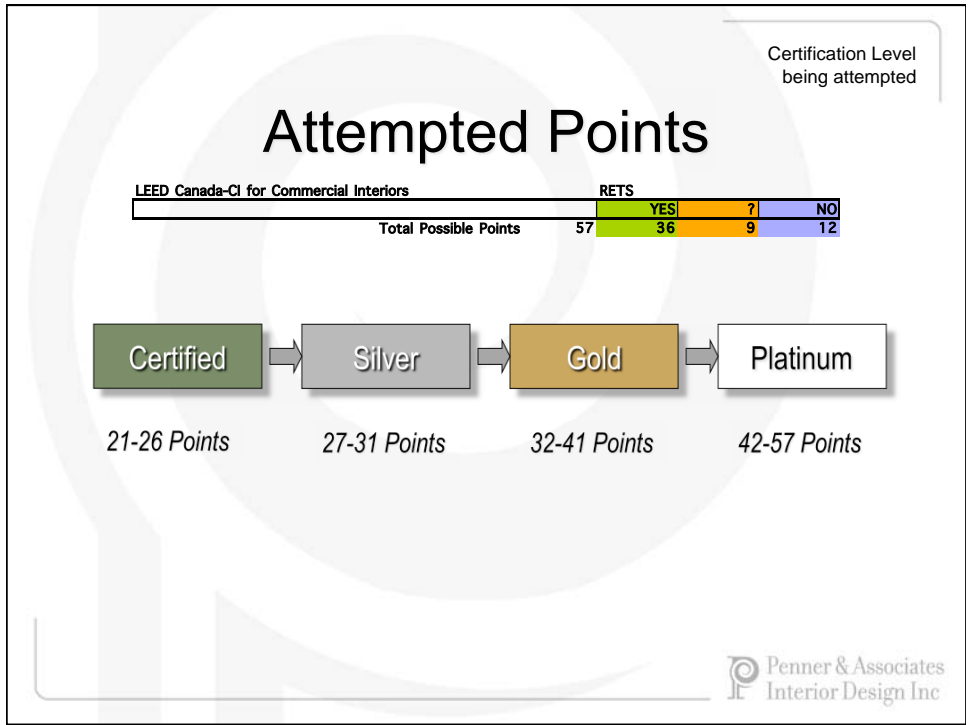 Certification Level
being attempted
Attempted Points
LEED Canada-CI for Commercial Interiors RETS
YES ? NO
Total Possible Points 57 36 9 12
Certified Silver Gold Platinum
21-26 Points 27-31 Points 32-41 Points 42-57 Points
Penner & Associates
Interior Design Inc